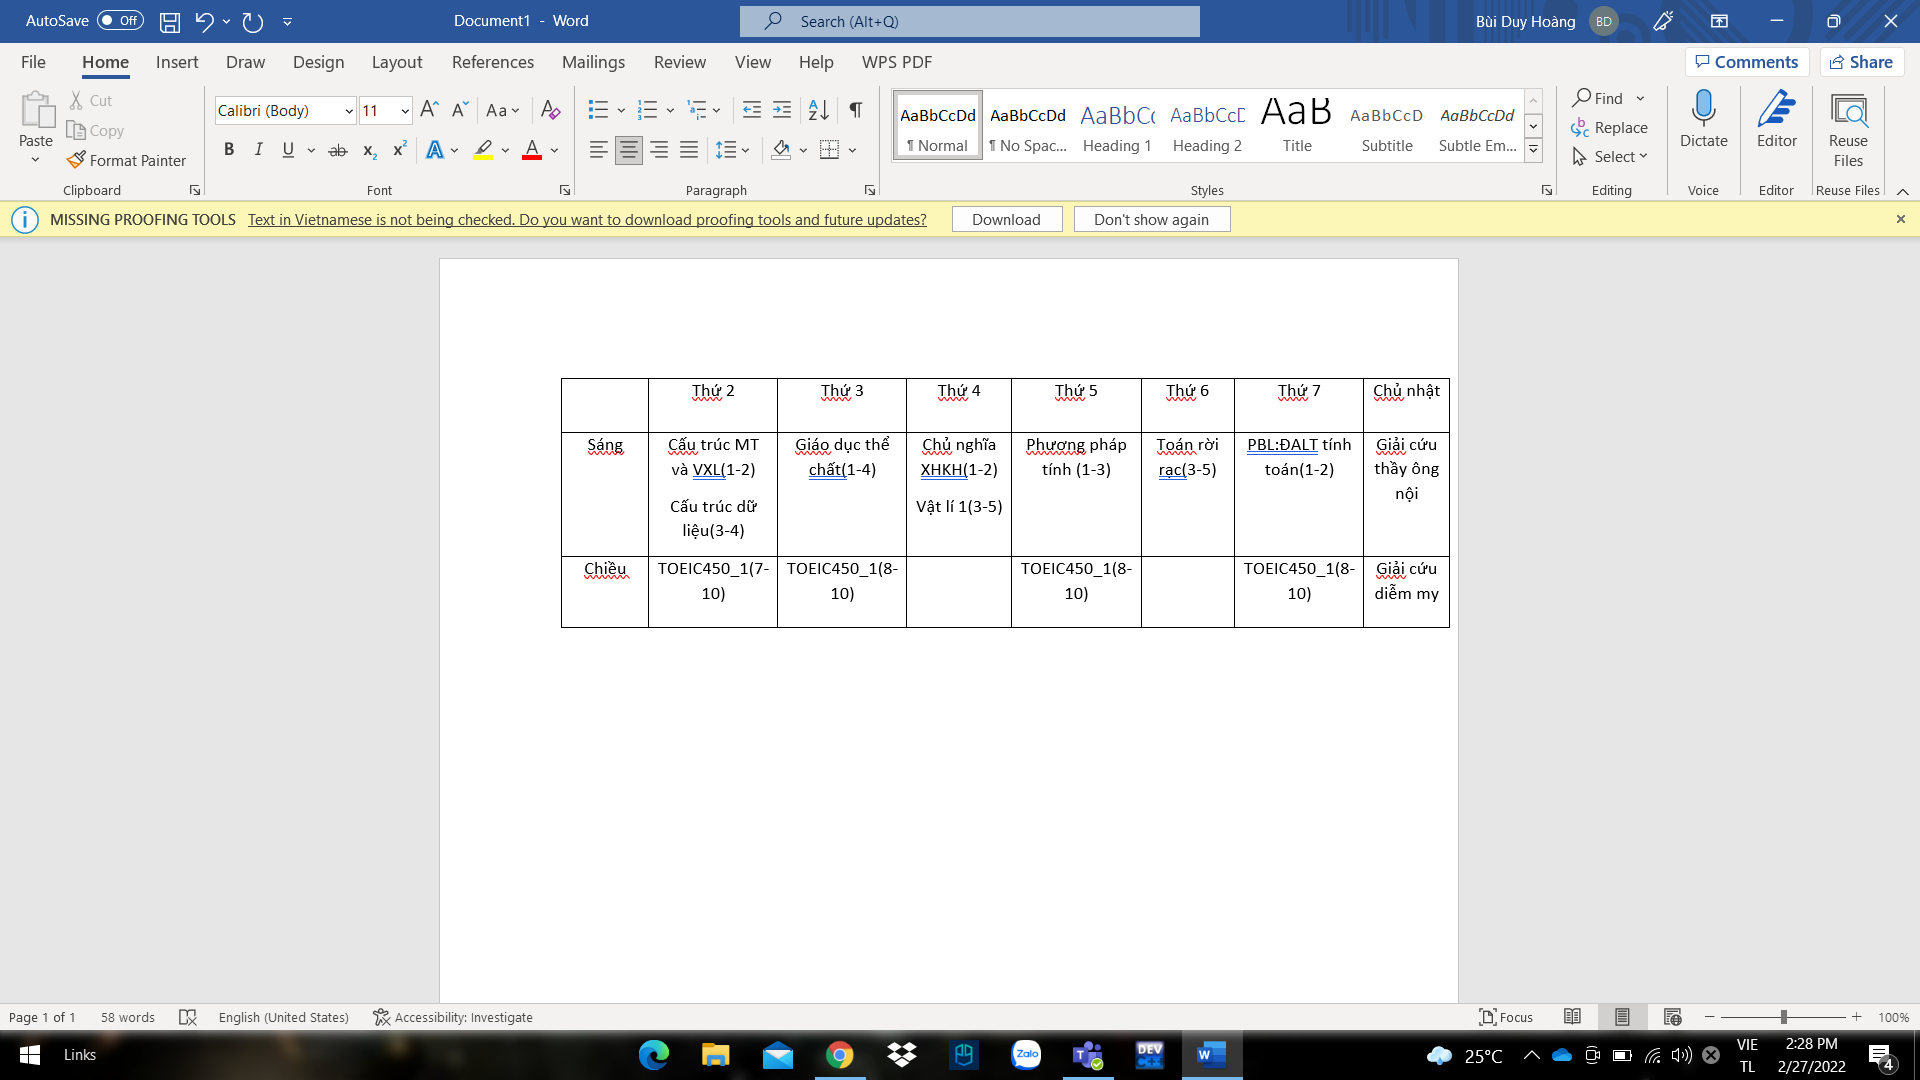 AutoSave Off Document1 - Word Search (Alt+Q) Bùi Duy Hoàng BD
File Home Insert Draw Design Layout References Mailings Review View Help WPS PDF Comments Share
Paste Cut Copy Format Painter
Clipboard
Calibri (Body) 11
Font
Paragraph
AaBbCcDd AaBbCcDd AaBbCc AaBbCcD AaB AaBbCcD AaBbCcDd
¶ Normal ¶ No Spac... Heading 1 Heading 2 Title Subtitle Subtle Em...
Styles
Find
Replace
Select
Editing
Dictate
Voice
Editor
Editor
Reuse
Files
Reuse Files
MISSING PROOFING TOOLS Text in Vietnamese is not being checked. Do you want to download proofing tools and future updates? Download Don't show again
Thứ 2 Thứ 3 Thứ 4 Thứ 5 Thứ 6 Thứ 7 Chủ nhật
Sáng
Cấu trúc MT
và VXL(1-2)
Cấu trúc dữ
liệu(3-4)
Giáo dục thể
chất(1-4)
Chủ nghĩa
XHKH(1-2)
Vật lí 1(3-5)
Phương pháp
tính (1-3)
Toán rời
rạc(3-5)
PBL:ĐALT tính
toán(1-2)
Giải cứu
thầy ông
nội
Chiều
TOEIC450_1(7-
10)
TOEIC450_1(8-
10)
TOEIC450_1(8-
10)
TOEIC450_1(8-
10)
Giải cứu
diễm my
Page 1 of 1 58 words English (United States) Accessibility: Investigate Focus 100%
Links Zalo DEV 25°C VIE 2:28 PM
TL 2/27/2022 4